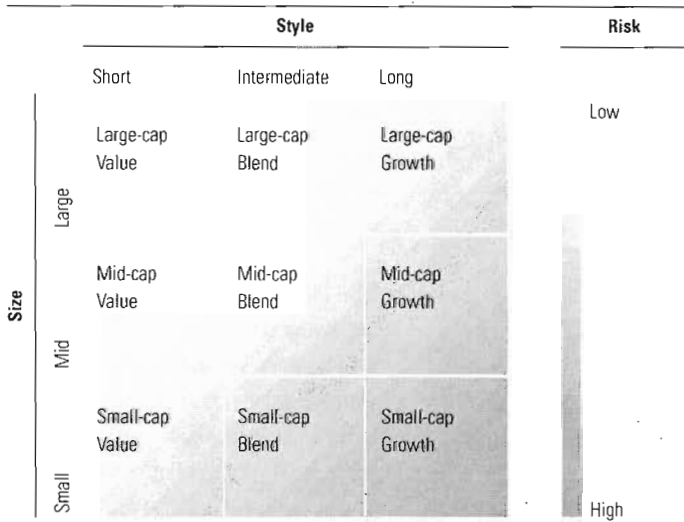 Style
Risk
Short
Intermediate
Long
Low
Large-cap
Value
Large-cap
Blend
Large-cap
Growth
Large
Mid-cap
Value
Mid-cap
Blend
Mid-cap
Growth
Size
Mid
Small-cap
Value
Small-cap
Blend
Small-cap
Growth
Small
High